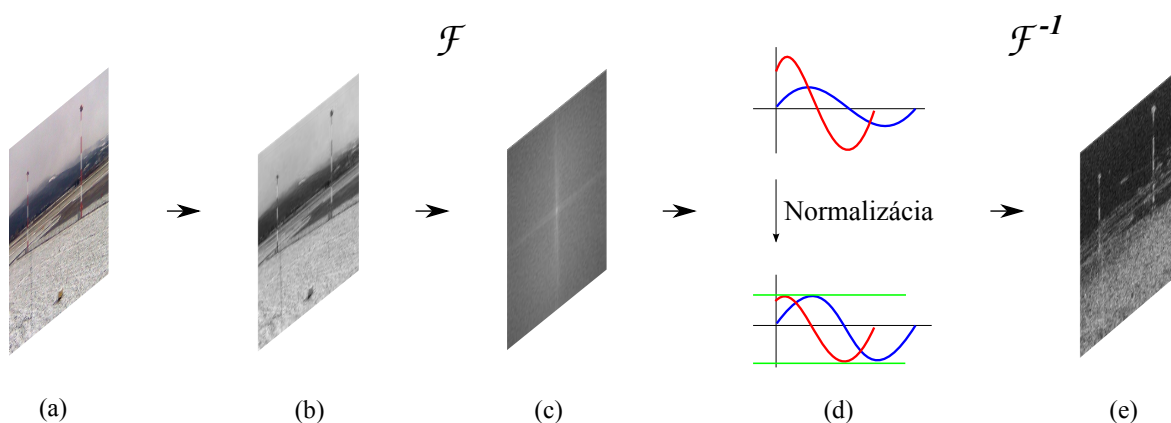 ℱ
ℱ⁻¹
Normalizácia
(a)
(b)
(c)
(d)
(e)